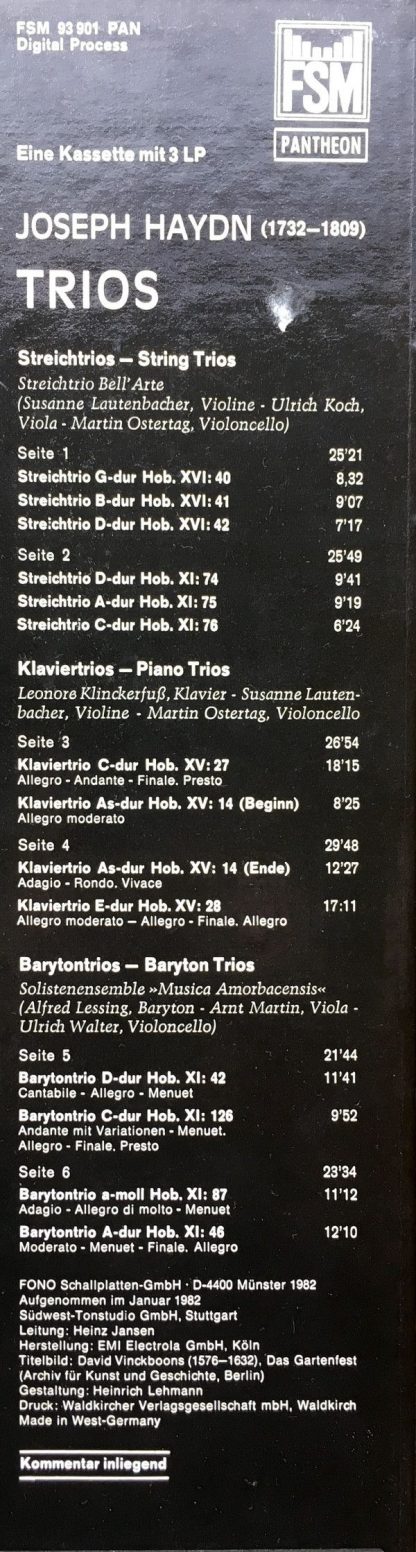 FSM 93 901 PAN
Digital Process
FSM
PANTHEON
Eine Kassette mit 3 LP
JOSEPH HAYDN (1732–1809)
TRIOS
Streichtrios – String Trios
Streichtrio Bell'Arte
(Susanne Lautenbacher, Violine - Ulrich Koch,
Viola - Martin Ostertag, Violoncello)
Seite 1 25'21
Streichtrio G-dur Hob. XVI: 40 8,32
Streichtrio B-dur Hob. XVI: 41 9'07
Streichtrio D-dur Hob. XVI: 42 7'17
Seite 2 25'49
Streichtrio D-dur Hob. XI: 74 9'41
Streichtrio A-dur Hob. XI: 75 9'19
Streichtrio C-dur Hob. XI: 76 6'24
Klaviertrios – Piano Trios
Leonore Klinckerfuß, Klavier - Susanne Lauten-
bacher, Violine - Martin Ostertag, Violoncello
Seite 3 26'54
Klaviertrio C-dur Hob. XV: 27 18'15
Allegro - Andante - Finale. Presto
Klaviertrio As-dur Hob. XV: 14 (Beginn) 8'25
Allegro moderato
Seite 4 29'48
Klaviertrio As-dur Hob. XV: 14 (Ende) 12'27
Adagio - Rondo. Vivace
Klaviertrio E-dur Hob. XV: 28 17:11
Allegro moderato – Allegro - Finale. Allegro
Barytontrios – Baryton Trios
Solistenensemble »Musica Amorbacensis«
(Alfred Lessing, Baryton - Arnt Martin, Viola -
Ulrich Walter, Violoncello)
Seite 5 21'44
Barytontrio D-dur Hob. XI: 42 11'41
Cantabile - Allegro - Menuet
Barytontrio C-dur Hob. XI: 126 9'52
Andante mit Variationen - Menuet.
Allegro - Finale. Presto
Seite 6 23'34
Barytontrio a-moll Hob. XI: 87 11'12
Adagio - Allegro di molto - Menuet
Barytontrio A-dur Hob. XI: 46 12'10
Moderato - Menuet - Finale. Allegro
FONO Schallplatten-GmbH · D-4400 Münster 1982
Aufgenommen im Januar 1982
Südwest-Tonstudio GmbH, Stuttgart
Leitung: Heinz Jansen
Herstellung: EMI Electrola GmbH, Köln
Titelbild: David Vinckboons (1576–1632), Das Gartenfest
(Archiv für Kunst und Geschichte, Berlin)
Gestaltung: Heinrich Lehmann
Druck: Waldkircher Verlagsgesellschaft mbH, Waldkirch
Made in West-Germany
Kommentar inliegend